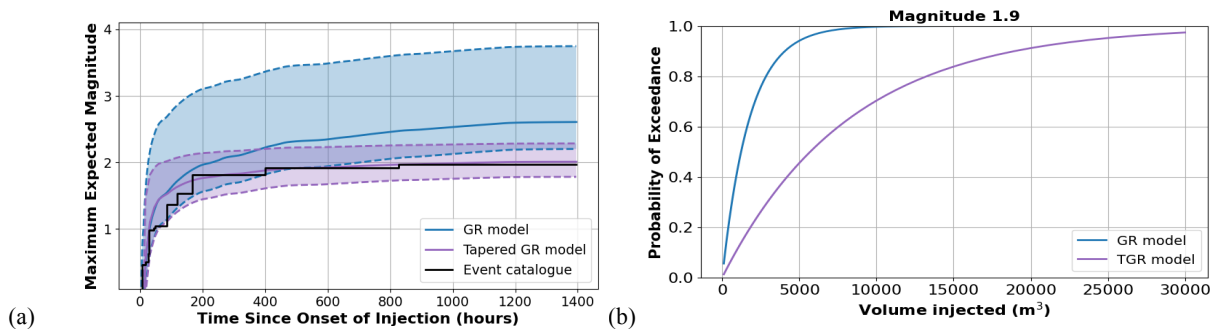 4
3
2
1
Maximum Expected Magnitude
GR model
Tapered GR model
Event catalogue
0 200 400 600 800 1000 1200 1400
Time Since Onset of Injection (hours)
(a)
Magnitude 1.9
1.0
0.8
0.6
0.4
0.2
0.0
Probability of Exceedance
GR model
TGR model
0 5000 10000 15000 20000 25000 30000
Volume injected (m³)
(b)